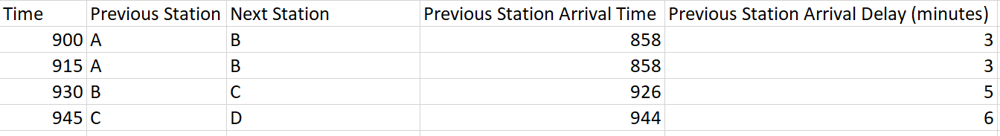 Time Previous Station Next Station Previous Station Arrival Time Previous Station Arrival Delay (minutes)
900 A B 858 3
915 A B 858 3
930 B C 926 5
945 C D 944 6